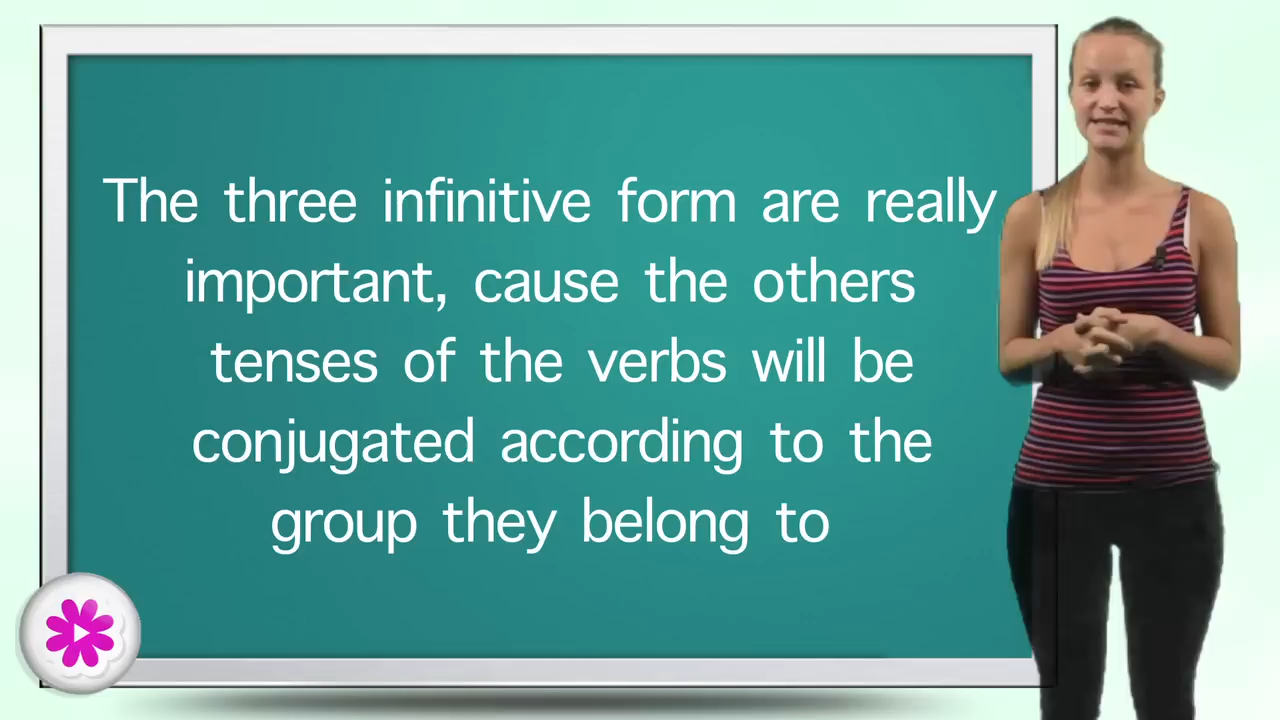 The three infinitive form are really
important, cause the others
tenses of the verbs will be
conjugated according to the
group they belong to